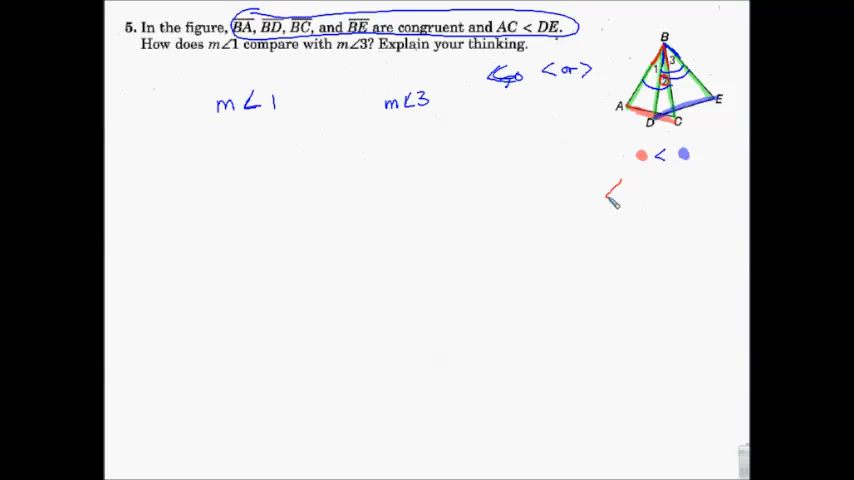 5. In the figure, BA, BD, BC, and BE are congruent and AC < DE.
How does m∠1 compare with m∠3? Explain your thinking.
< or >
m∠1 m∠3
B
1 3
2
A E
D C
<
<